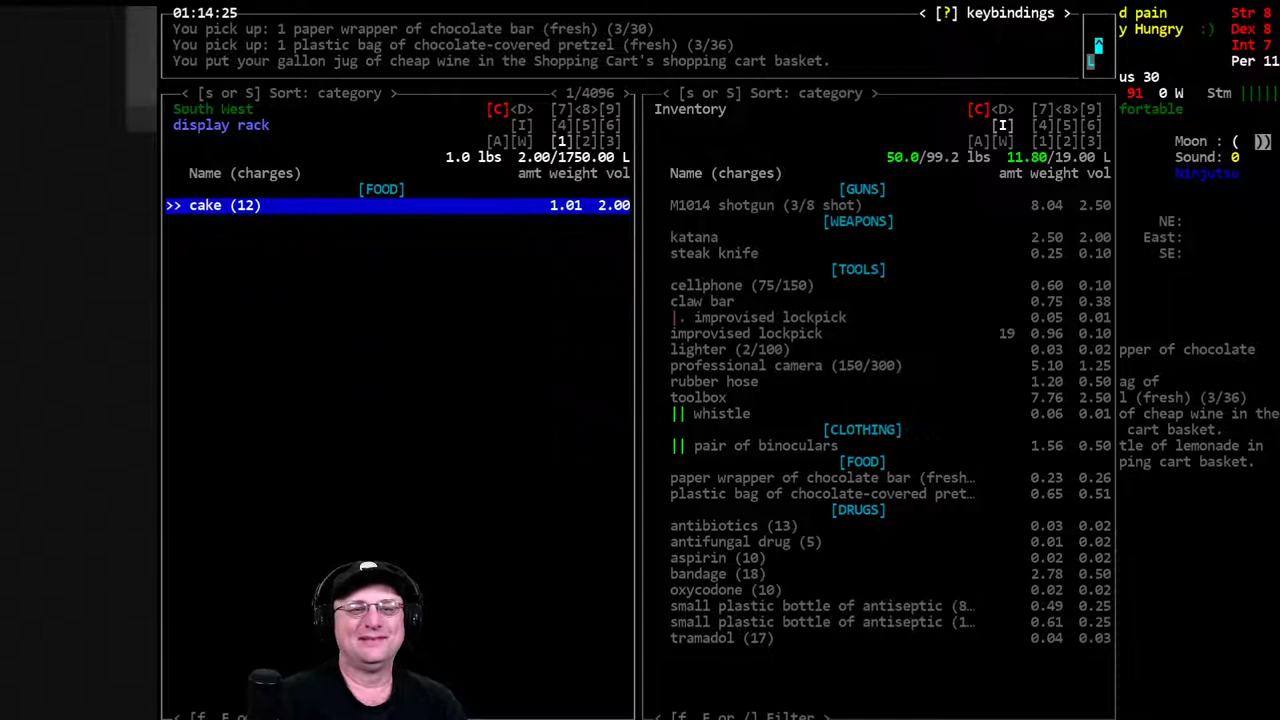 01:14:25
< [?] keybindings >
d pain
Str 8
You pick up: 1 paper wrapper of chocolate bar (fresh) (3/30)
y Hungry :)
Dex 8
You pick up: 1 plastic bag of chocolate-covered pretzel (fresh) (3/36)
Int 7
You put your gallon jug of cheap wine in the Shopping Cart's shopping cart basket.
L
Per 11
us 30
< [s or S] Sort: category >
< 1/4096 >
< [s or S] Sort: category >
91 0 W Stm |||||
South West
[C]<D> [7]<8>[9]
Inventory
[C]<D> [7]<8>[9]
fortable
display rack
[I] [4][5][6]
[I] [4][5][6]
[A][W] [1][2][3]
[A][W] [1][2][3]
Moon : ( ))
1.0 lbs 2.00/1750.00 L
50.0/99.2 lbs 11.80/19.00 L
Sound: 0
Name (charges) amt weight vol
Name (charges) amt weight vol
Ninjutsu
[FOOD]
[GUNS]
>> cake (12) 1.01 2.00
M1014 shotgun (3/8 shot) 8.04 2.50
[WEAPONS]
NE:
katana 2.50 2.00
East:
steak knife 0.25 0.10
SE:
[TOOLS]
cellphone (75/150) 0.60 0.10
claw bar 0.75 0.38
|. improvised lockpick 0.05 0.01
improvised lockpick 19 0.96 0.10
lighter (2/100) 0.03 0.02
pper of chocolate
professional camera (150/300) 5.10 1.25
rubber hose 1.20 0.50
ag of
toolbox 7.76 2.50
l (fresh) (3/36)
|| whistle 0.06 0.01
of cheap wine in the
[CLOTHING]
cart basket.
|| pair of binoculars 1.56 0.50
tle of lemonade in
[FOOD]
ping cart basket.
paper wrapper of chocolate bar (fresh… 0.23 0.26
plastic bag of chocolate-covered pret… 0.65 0.51
[DRUGS]
antibiotics (13) 0.03 0.02
antifungal drug (5) 0.01 0.02
aspirin (10) 0.02 0.02
bandage (18) 2.78 0.50
oxycodone (10) 0.02 0.02
small plastic bottle of antiseptic (8… 0.49 0.25
small plastic bottle of antiseptic (1… 0.61 0.25
tramadol (17) 0.04 0.03